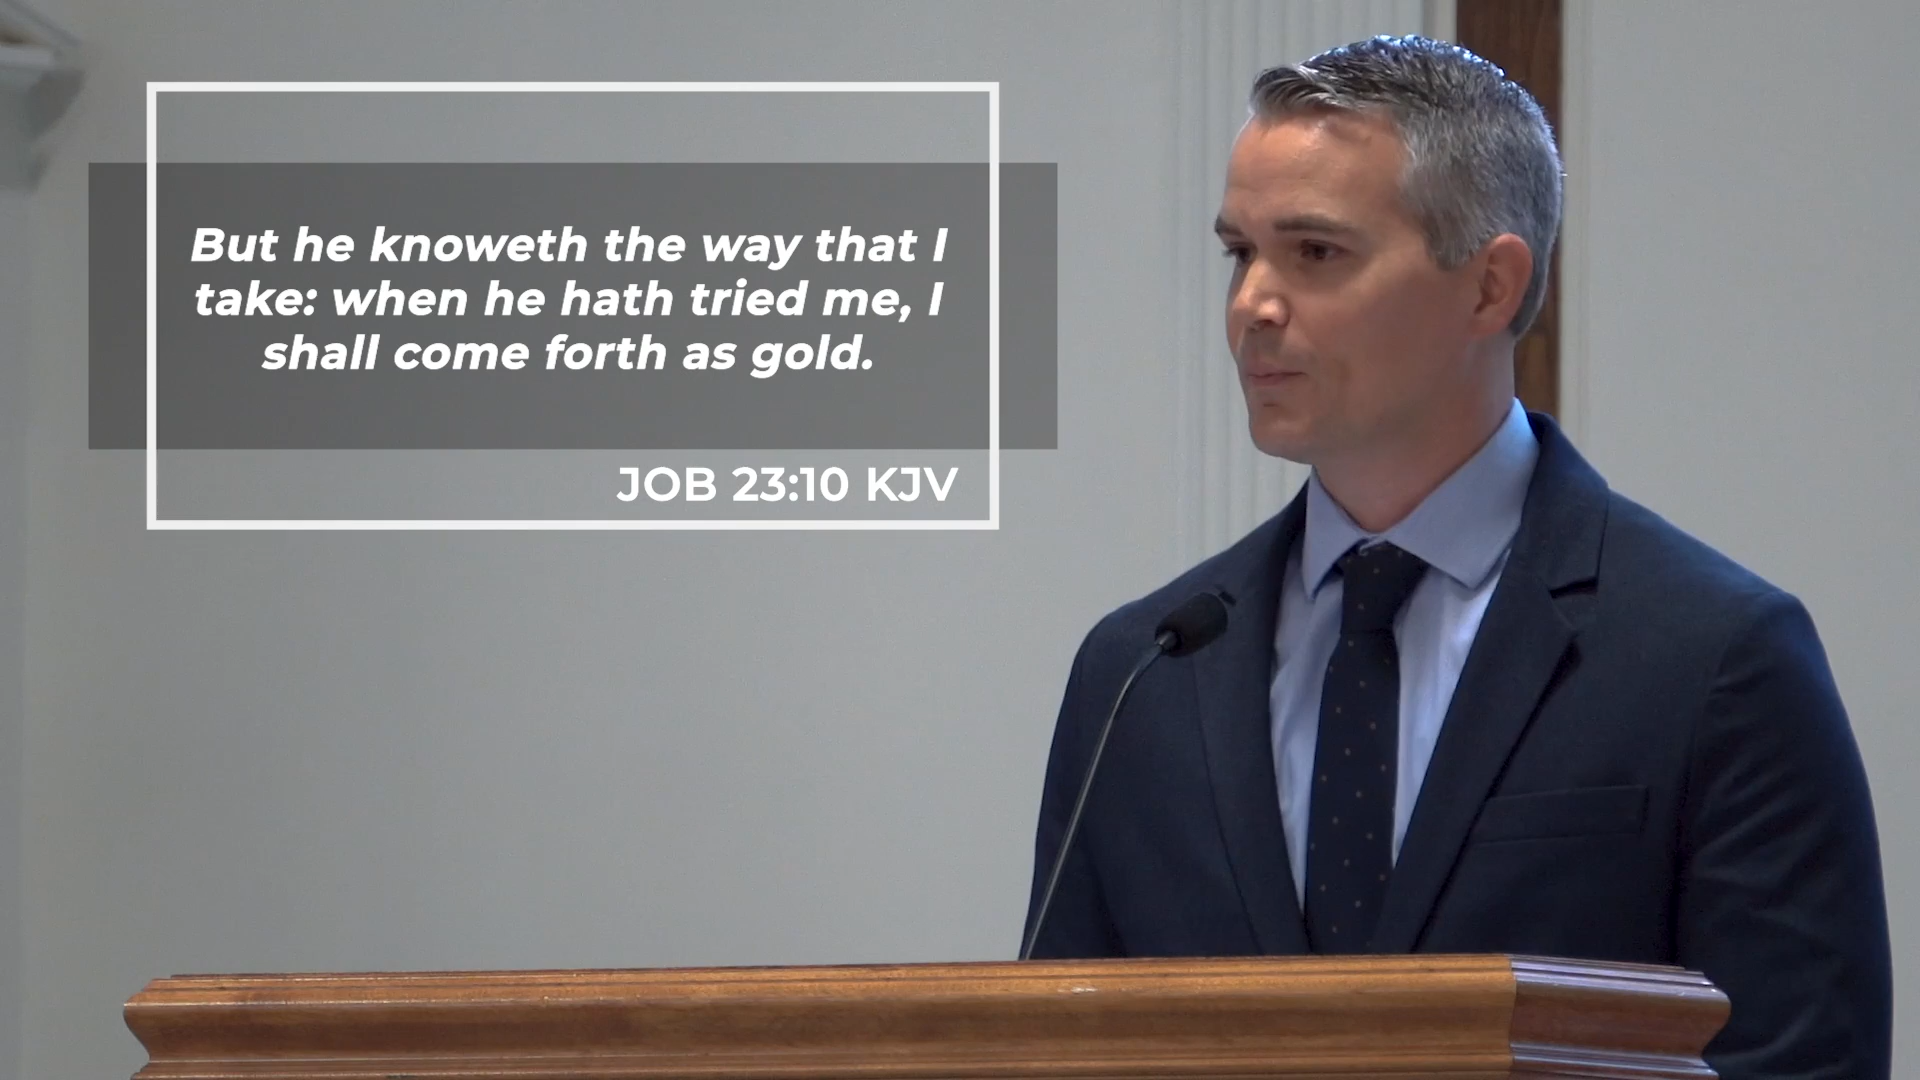 But he knoweth the way that I
take: when he hath tried me, I
shall come forth as gold.
JOB 23:10 KJV